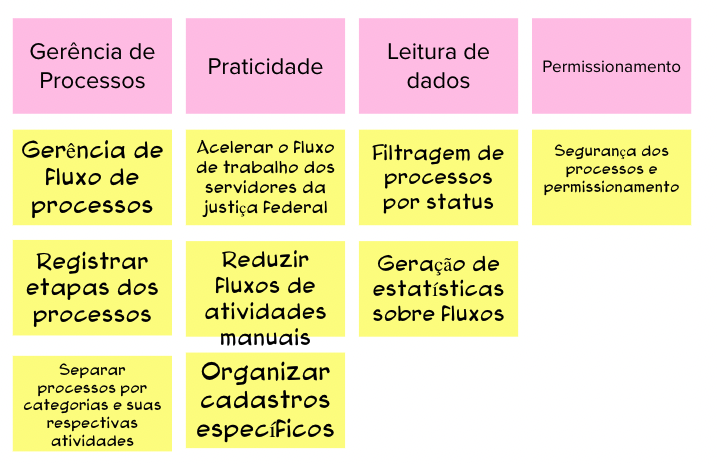 Gerência de
Processos
Praticidade
Leitura de
dados
Permissionamento
Gerência de
fluxo de
processos
Acelerar o fluxo
de trabalho dos
servidores da
justiça federal
Filtragem de
processos
por status
Segurança dos
processos e
permissionamento
Registrar
etapas dos
processos
Reduzir
fluxos de
atividades
manuais
Geração de
estatísticas
sobre fluxos
Separar
processos por
categorias e suas
respectivas
atividades
Organizar
cadastros
específicos